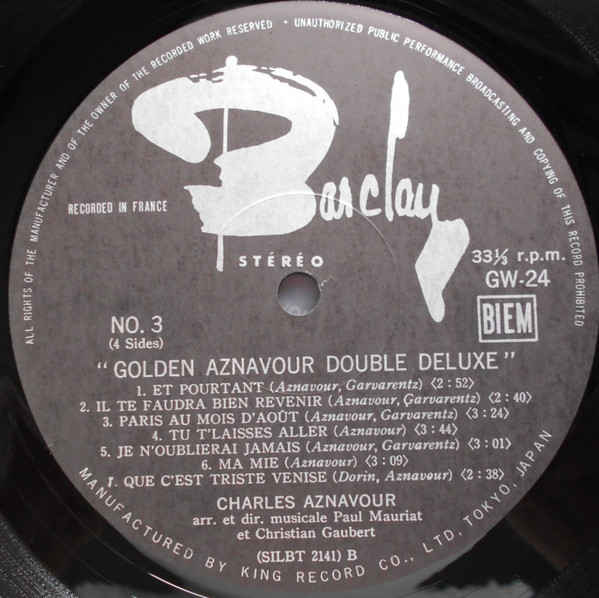 ALL RIGHTS OF THE MANUFACTURER AND OF THE OWNER OF THE RECORDED WORK RESERVED · UNAUTHORIZED PUBLIC PERFORMANCE BROADCASTING AND COPYING OF THIS RECORD PROHIBITED
Barclay
RECORDED IN FRANCE
STÉRÉO
33⅓ r.p.m.
GW-24
BIEM
NO. 3
(4 Sides)
"GOLDEN AZNAVOUR DOUBLE DELUXE"
1. ET POURTANT (Aznavour, Garvarentz) 〈2:52〉
2. IL TE FAUDRA BIEN REVENIR (Aznavour, Garvarentz) 〈2:40〉
3. PARIS AU MOIS D'AOÛT (Aznavour, Garvarentz) 〈3:24〉
4. TU T'LAISSES ALLER (Aznavour) 〈3:44〉
5. JE N'OUBLIERAI JAMAIS (Aznavour, Garvarentz) 〈3:01〉
6. MA MIE (Aznavour) 〈3:09〉
7. QUE C'EST TRISTE VENISE (Dorin, Aznavour) 〈2:38〉
CHARLES AZNAVOUR
arr. et dir. musicale Paul Mauriat
et Christian Gaubert
(SILBT 2141) B
MANUFACTURED BY KING RECORD CO., LTD, TOKYO, JAPAN